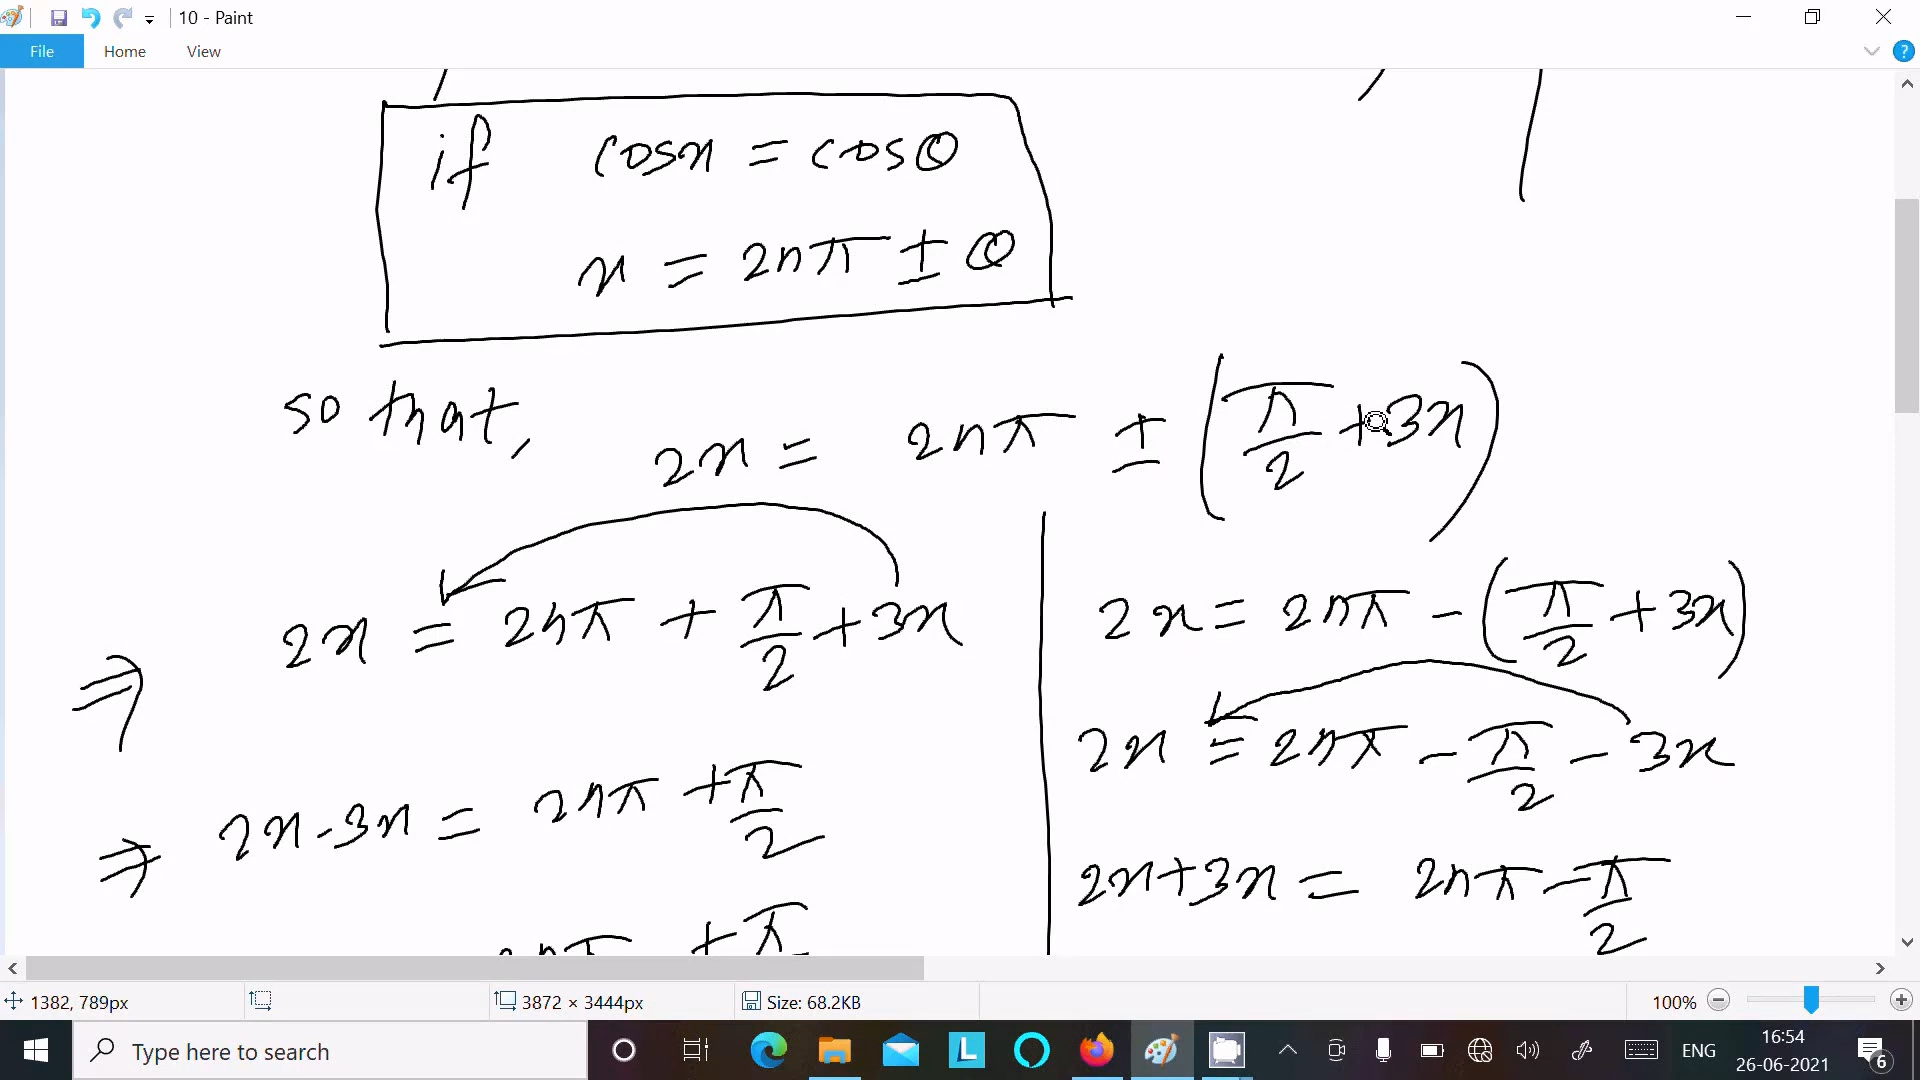 10 - Paint
File Home View
if cosx = cosθ
x = 2nπ ± θ
so that,
2x = 2nπ ± (π/2 + 3x)
⇒ 2x = 2nπ + π/2 + 3x
⇒ 2x - 3x = 2nπ + π/2
2nπ + π
2x = 2nπ - (π/2 + 3x)
2x = 2nπ - π/2 - 3x
2x + 3x = 2nπ - π/2
1382, 789px 3872 × 3444px Size: 68.2KB 100%
Type here to search ENG 16:54
26-06-2021 6